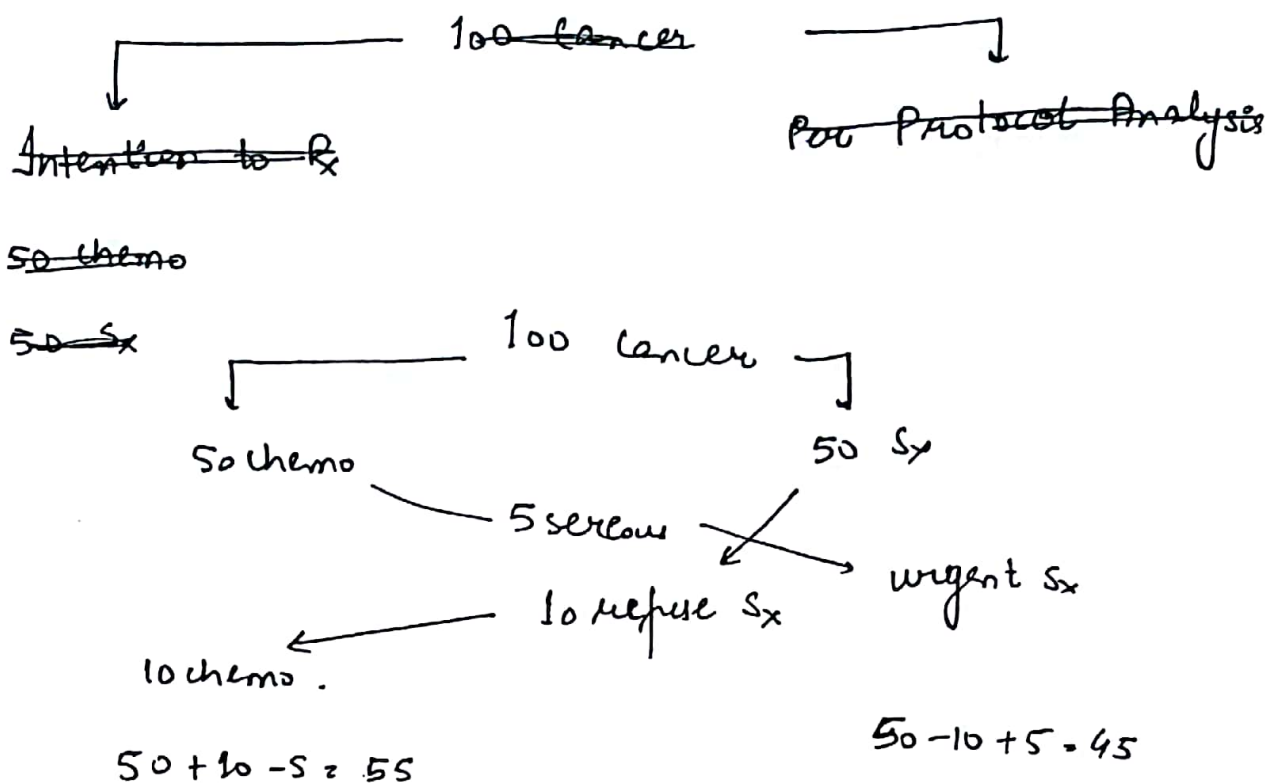 100 Cancer
Intention to Rx
Per Protocol Analysis
50 chemo
50 Sx
100 Cancer
50 chemo
50 Sx
5 sereous
urgent Sx
10 refuse Sx
10 chemo.
50 - 10 + 5 = 45
50 + 10 - 5 = 55